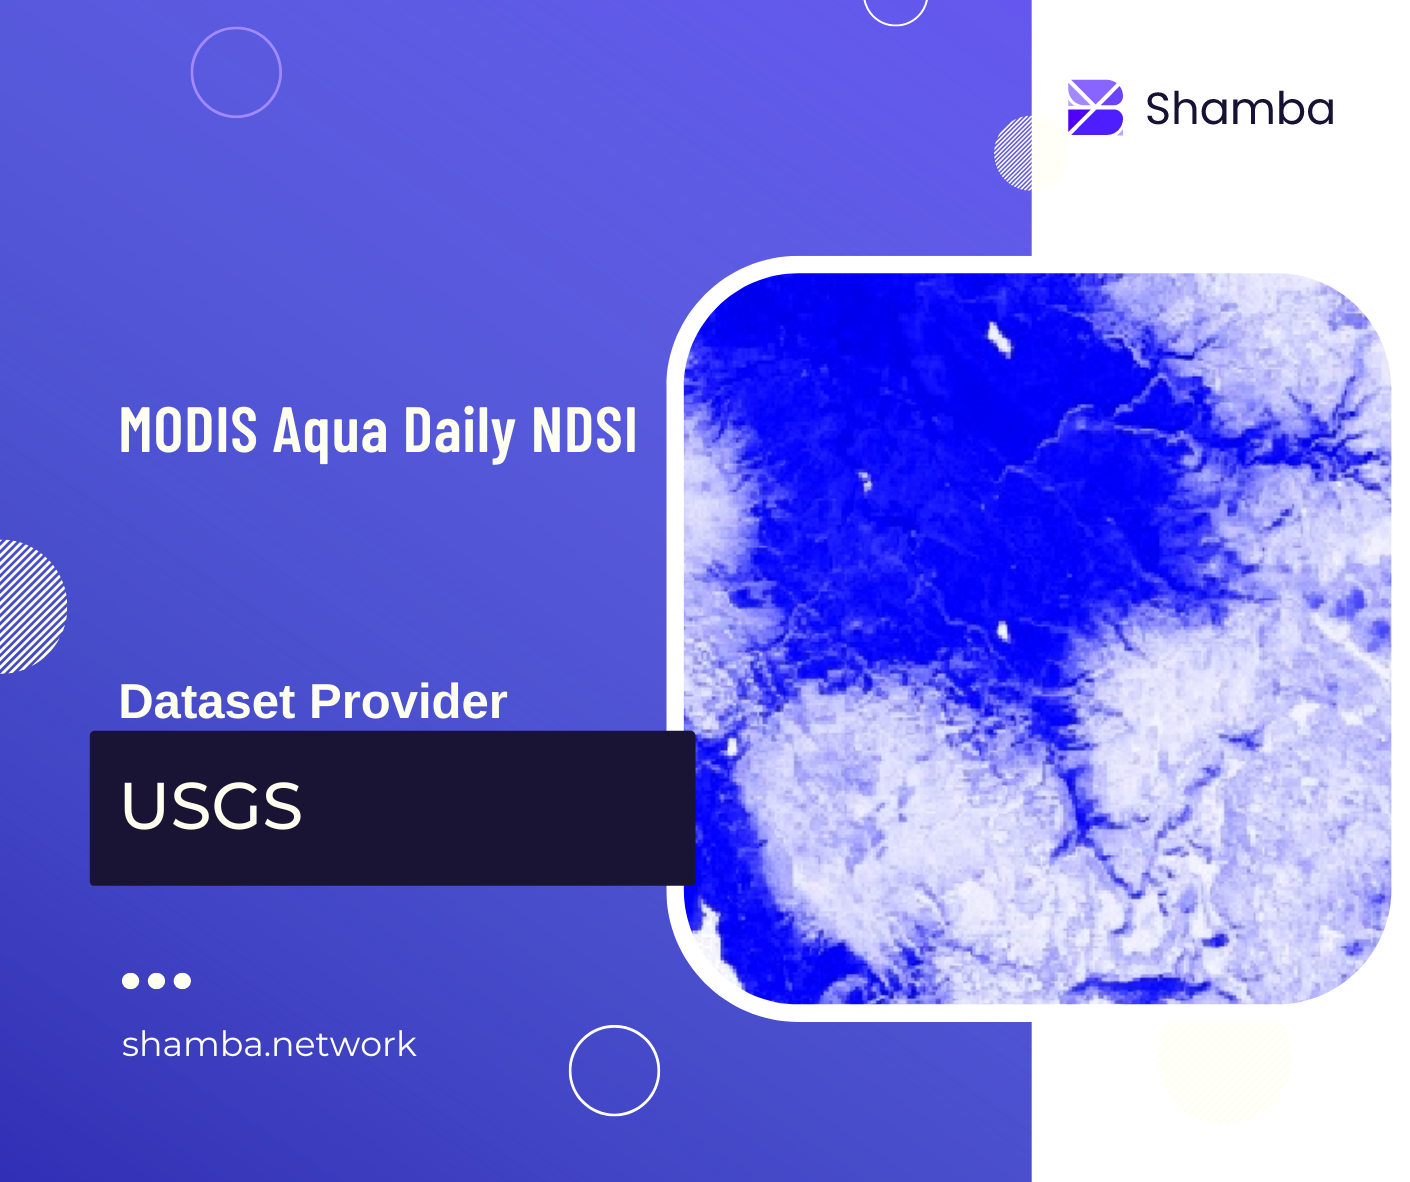 Shamba
MODIS Aqua Daily NDSI
Dataset Provider
USGS
shamba.network